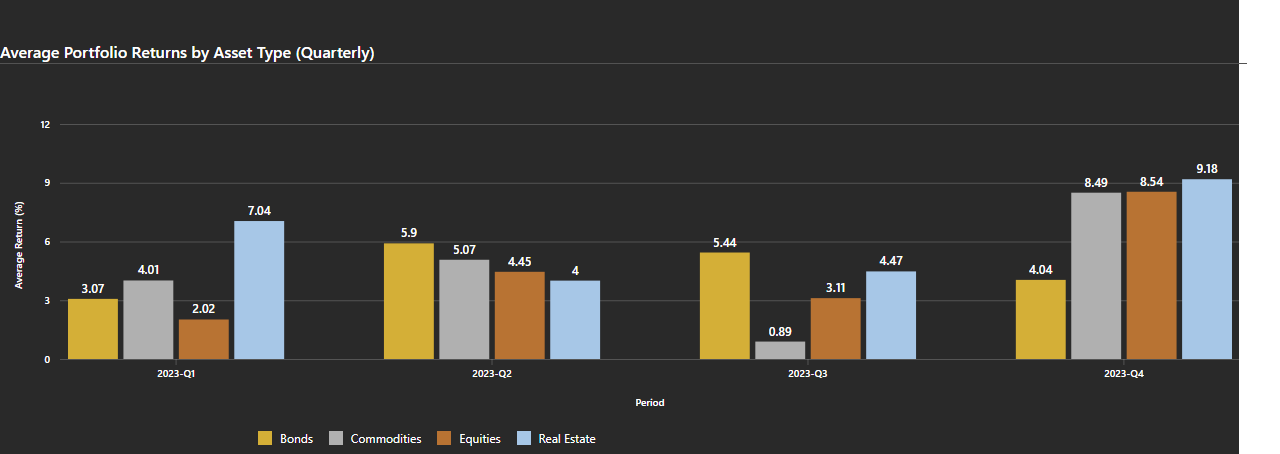 Average Portfolio Returns by Asset Type (Quarterly)
12
9
6
3
0
Average Return (%)
3.07
4.01
2.02
7.04
5.9
5.07
4.45
4
5.44
0.89
3.11
4.47
4.04
8.49
8.54
9.18
2023-Q1
2023-Q2
2023-Q3
2023-Q4
Period
Bonds
Commodities
Equities
Real Estate